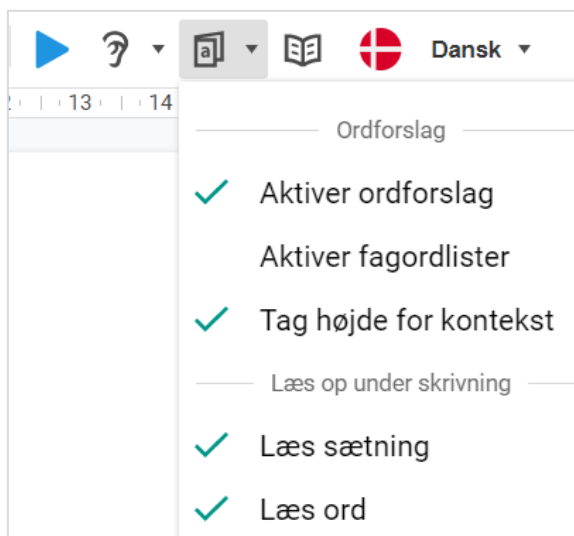 a Dansk
13 14
Ordforslag
Aktiver ordforslag
Aktiver fagordlister
Tag højde for kontekst
Læs op under skrivning
Læs sætning
Læs ord